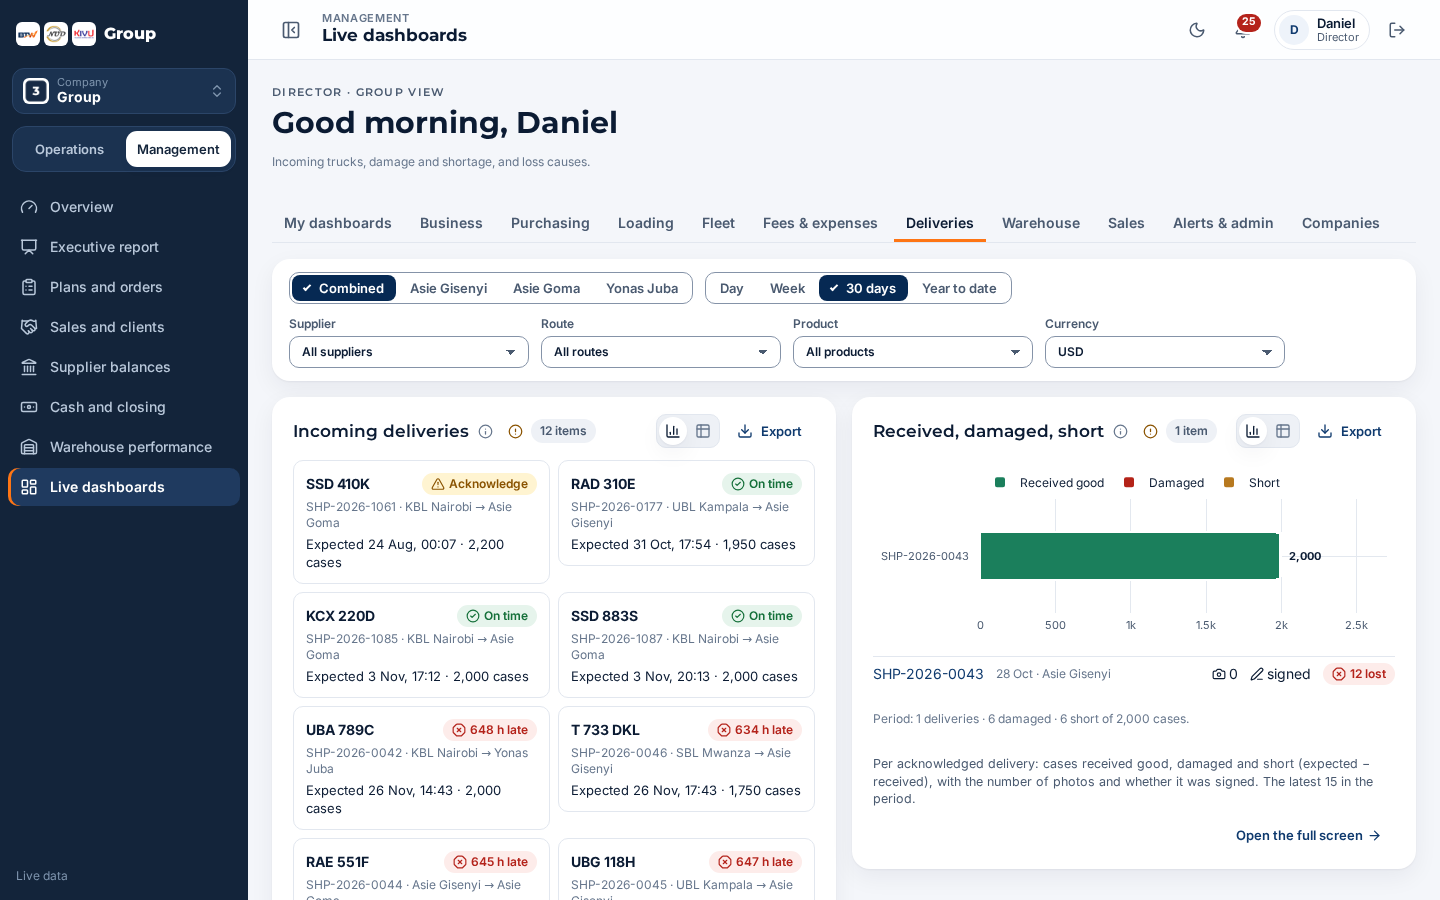 BTW
NTD
KIVU
Group
3
Company
Group
Operations
Management
Overview
Executive report
Plans and orders
Sales and clients
Supplier balances
Cash and closing
Warehouse performance
Live dashboards
Live data
MANAGEMENT
Live dashboards
25
D
Daniel
Director
DIRECTOR · GROUP VIEW
Good morning, Daniel
Incoming trucks, damage and shortage, and loss causes.
My dashboards
Business
Purchasing
Loading
Fleet
Fees & expenses
Deliveries
Warehouse
Sales
Alerts & admin
Companies
Combined
Asie Gisenyi
Asie Goma
Yonas Juba
Day
Week
30 days
Year to date
Supplier
Route
Product
Currency
All suppliers
All routes
All products
USD
Incoming deliveries
12 items
Export
SSD 410K
Acknowledge
SHP-2026-1061 · KBL Nairobi → Asie
Goma
Expected 24 Aug, 00:07 · 2,200
cases
RAD 310E
On time
SHP-2026-0177 · UBL Kampala → Asie
Gisenyi
Expected 31 Oct, 17:54 · 1,950 cases
KCX 220D
On time
SHP-2026-1085 · KBL Nairobi → Asie
Goma
Expected 3 Nov, 17:12 · 2,000 cases
SSD 883S
On time
SHP-2026-1087 · KBL Nairobi → Asie
Goma
Expected 3 Nov, 20:13 · 2,000 cases
UBA 789C
648 h late
SHP-2026-0042 · KBL Nairobi → Yonas
Juba
Expected 26 Nov, 14:43 · 2,000
cases
T 733 DKL
634 h late
SHP-2026-0046 · SBL Mwanza → Asie
Gisenyi
Expected 26 Nov, 17:43 · 1,750 cases
RAE 551F
645 h late
SHP-2026-0044 · Asie Gisenyi → Asie
Goma
UBG 118H
647 h late
SHP-2026-0045 · UBL Kampala → Asie
Gisenyi
Received, damaged, short
1 item
Export
Received good
Damaged
Short
SHP-2026-0043
2,000
0
500
1k
1.5k
2k
2.5k
SHP-2026-0043
28 Oct · Asie Gisenyi
0
signed
12 lost
Period: 1 deliveries · 6 damaged · 6 short of 2,000 cases.
Per acknowledged delivery: cases received good, damaged and short (expected −
received), with the number of photos and whether it was signed. The latest 15 in the
period.
Open the full screen →